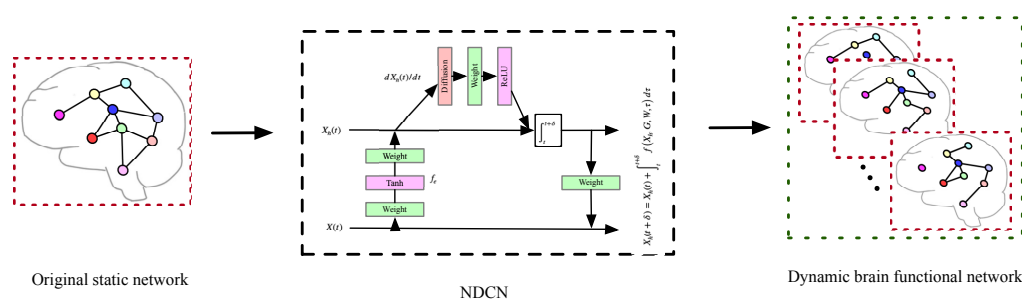 dX_h(t)/dt
Diffusion
Weight
ReLU
X_h(t)
∫_t^{t+δ}
Weight
Tanh
f_e
Weight
Weight
X(t)
X_h(t + δ) = X_h(t) + ∫_t^{t+δ} f(X_h, G, W, τ) dτ
Original static network
NDCN
Dynamic brain functional network